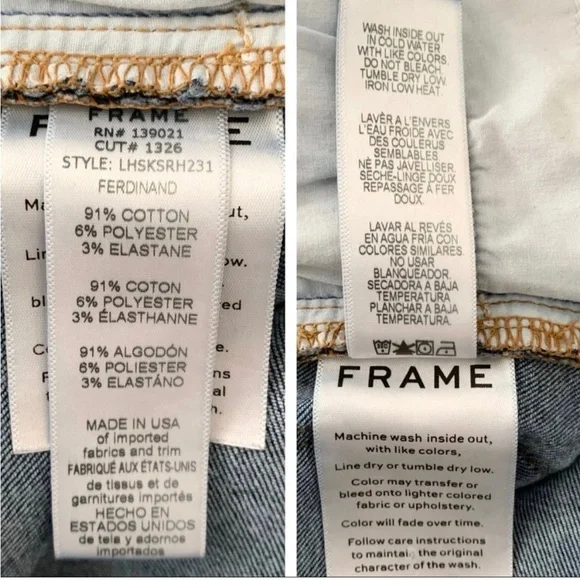 FRAME
RN# 139021
CUT# 1326
STYLE: LHSKSRH231
FERDINAND
91% COTTON
6% POLYESTER
3% ELASTANE
91% COTON
6% POLYESTER
3% ÉLASTHANNE
91% ALGODÓN
6% POLIESTER
3% ELASTÁNO
MADE IN USA
of imported
fabrics and trim
FABRIQUÉ AUX ÉTATS-UNIS
de tissus et de
garnitures importés
HECHO EN
ESTADOS UNIDOS
de tela y adornos
importados
WASH INSIDE OUT
IN COLD WATER
WITH LIKE COLORS.
DO NOT BLEACH.
TUMBLE DRY LOW.
IRON LOW HEAT.
LAVÈR A L'ENVERS
L'EAU FROIDE AVEC
DES COULERUS
SEMBLABLES
NÈ PAS JAVELLISER.
SECHE-LINGE DOUX
REPASSAGE À FER
DOUX.
LAVAR AL REVÉS
EN AGUA FRIA CON
COLORES SIMILARES.
NO USAR
BLANQUEADOR.
SECADORA A BAJA
TEMPERATURA
PLANCHAR A BAJA
TEMPERATURA.
FRAME
Machine wash inside out,
with like colors,
Line dry or tumble dry low.
Color may transfer or
bleed onto lighter colored
fabric or upholstery.
Color will fade over time.
Follow care instructions
to maintain the original
character of the wash.